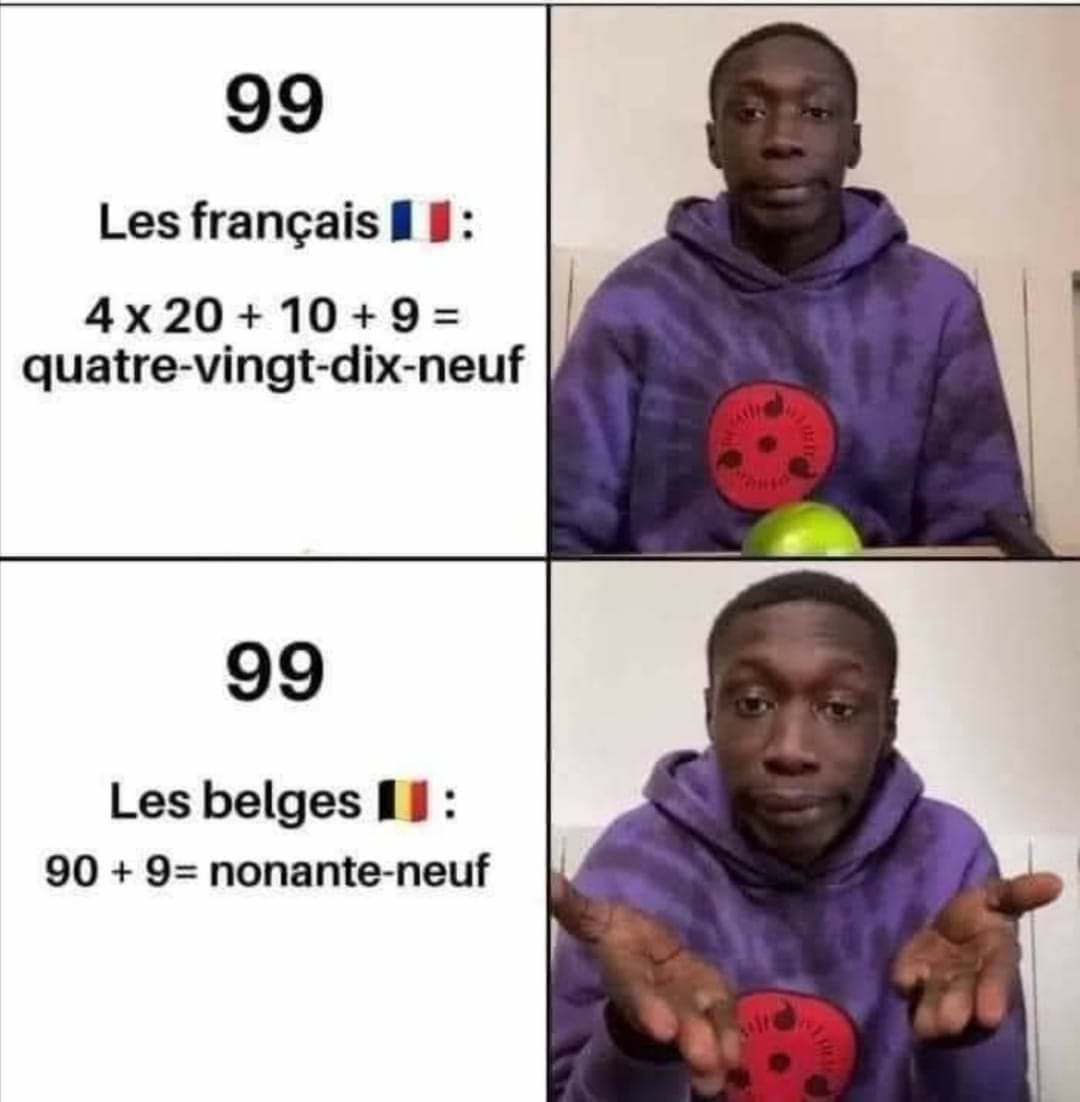 99
Les français 🇫🇷 :
4 x 20 + 10 + 9 =
quatre-vingt-dix-neuf
99
Les belges 🇧🇪 :
90 + 9= nonante-neuf